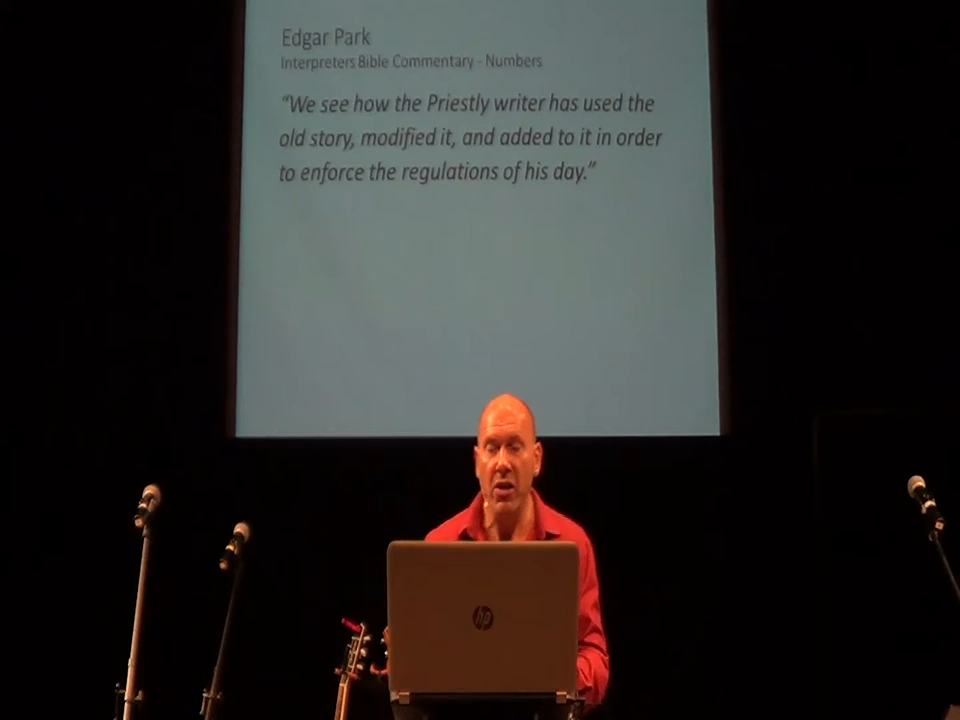 Edgar Park
Interpreters Bible Commentary - Numbers
“We see how the Priestly writer has used the
old story, modified it, and added to it in order
to enforce the regulations of his day.”
hp